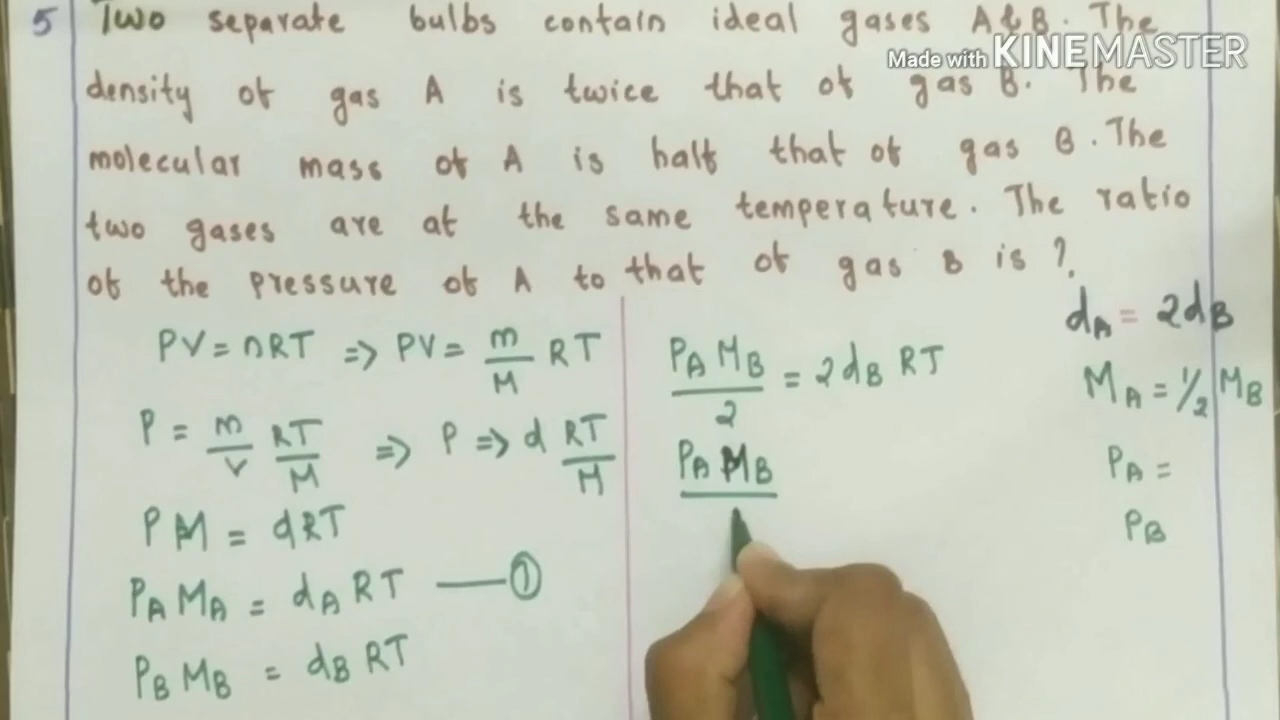 5 Two separate bulbs contain ideal gases A & B. The
Made with KINEMASTER
density of gas A is twice that of gas B. The
molecular mass of A is half that of gas B. The
two gases are at the same temperature. The ratio
of the pressure of A to that of gas B is ?.
PV = nRT => PV = m/M RT
P = m/V RT/M => P => d RT/M
PM = dRT
PA MA = dA RT —— ①
PB MB = dB RT
PA MB / 2 = 2dB RT
PA MB
dA = 2dB
MA = 1/2 MB
PA =
PB